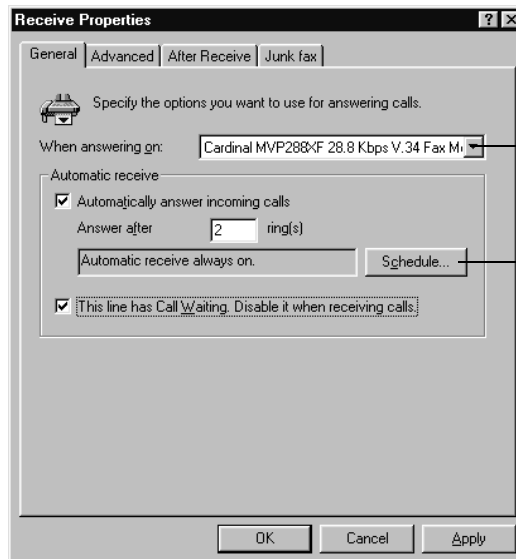 Receive Properties
General Advanced After Receive Junk fax
Specify the options you want to use for answering calls.
When answering on: Cardinal MVP288XF 28.8 Kbps V.34 Fax
Automatic receive
Automatically answer incoming calls
Answer after 2 ring(s)
Automatic receive always on. Schedule...
This line has Call Waiting. Disable it when receiving calls.
OK Cancel Apply